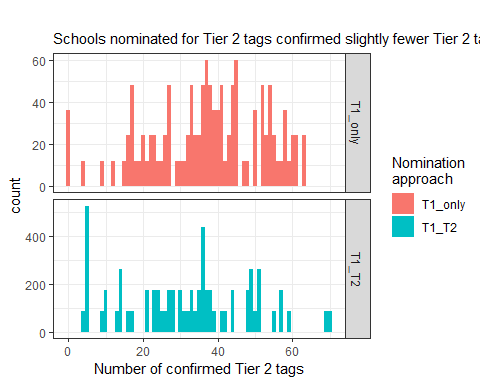 Schools nominated for Tier 2 tags confirmed slightly fewer Tier 2 ta
60
40
20
0
T1_only
count
400
200
0
T1_T2
0 20 40 60
Number of confirmed Tier 2 tags
Nomination
approach
T1_only
T1_T2